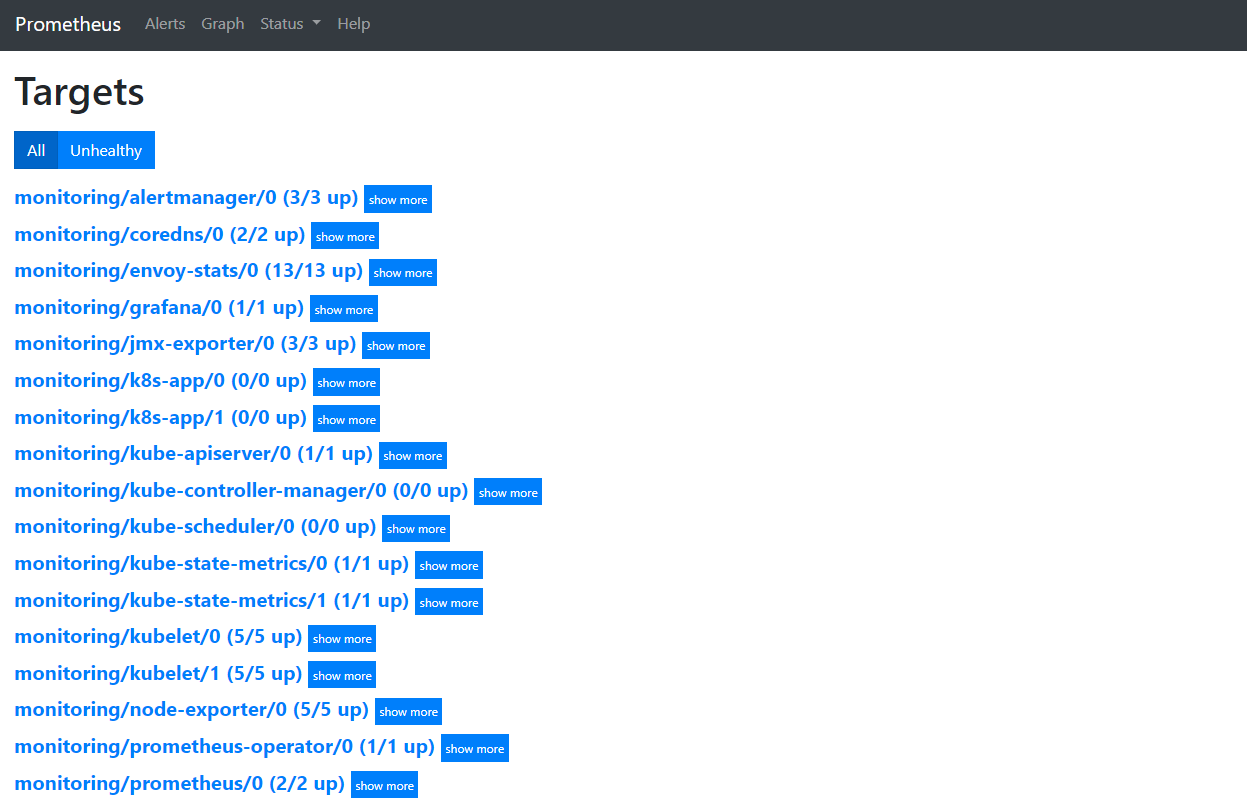 Prometheus Alerts Graph Status Help
Targets
All Unhealthy
monitoring/alertmanager/0 (3/3 up) show more
monitoring/coredns/0 (2/2 up) show more
monitoring/envoy-stats/0 (13/13 up) show more
monitoring/grafana/0 (1/1 up) show more
monitoring/jmx-exporter/0 (3/3 up) show more
monitoring/k8s-app/0 (0/0 up) show more
monitoring/k8s-app/1 (0/0 up) show more
monitoring/kube-apiserver/0 (1/1 up) show more
monitoring/kube-controller-manager/0 (0/0 up) show more
monitoring/kube-scheduler/0 (0/0 up) show more
monitoring/kube-state-metrics/0 (1/1 up) show more
monitoring/kube-state-metrics/1 (1/1 up) show more
monitoring/kubelet/0 (5/5 up) show more
monitoring/kubelet/1 (5/5 up) show more
monitoring/node-exporter/0 (5/5 up) show more
monitoring/prometheus-operator/0 (1/1 up) show more
monitoring/prometheus/0 (2/2 up) show more